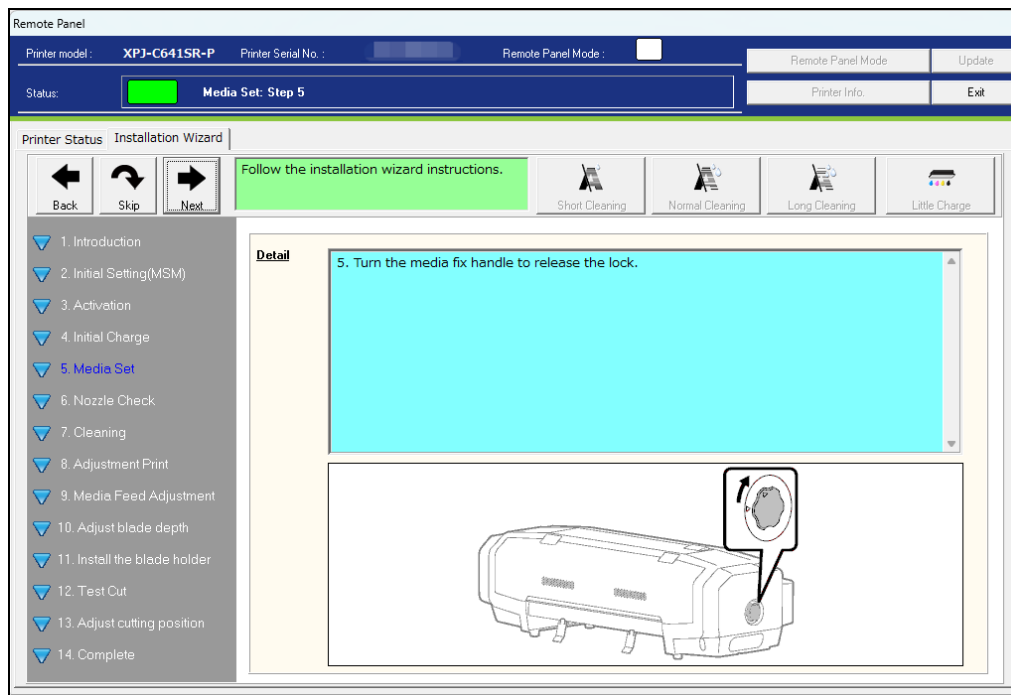 Remote Panel
Printer model : XPJ-C641SR-P Printer Serial No. : Remote Panel Mode :
Remote Panel Mode Update
Status: Media Set: Step 5
Printer Info. Exit
Printer Status Installation Wizard
Back Skip Next
Follow the installation wizard instructions.
Short Cleaning Normal Cleaning Long Cleaning Little Charge
1. Introduction
2. Initial Setting(MSM)
3. Activation
4. Initial Charge
5. Media Set
6. Nozzle Check
7. Cleaning
8. Adjustment Print
9. Media Feed Adjustment
10. Adjust blade depth
11. Install the blade holder
12. Test Cut
13. Adjust cutting position
14. Complete
Detail
5. Turn the media fix handle to release the lock.